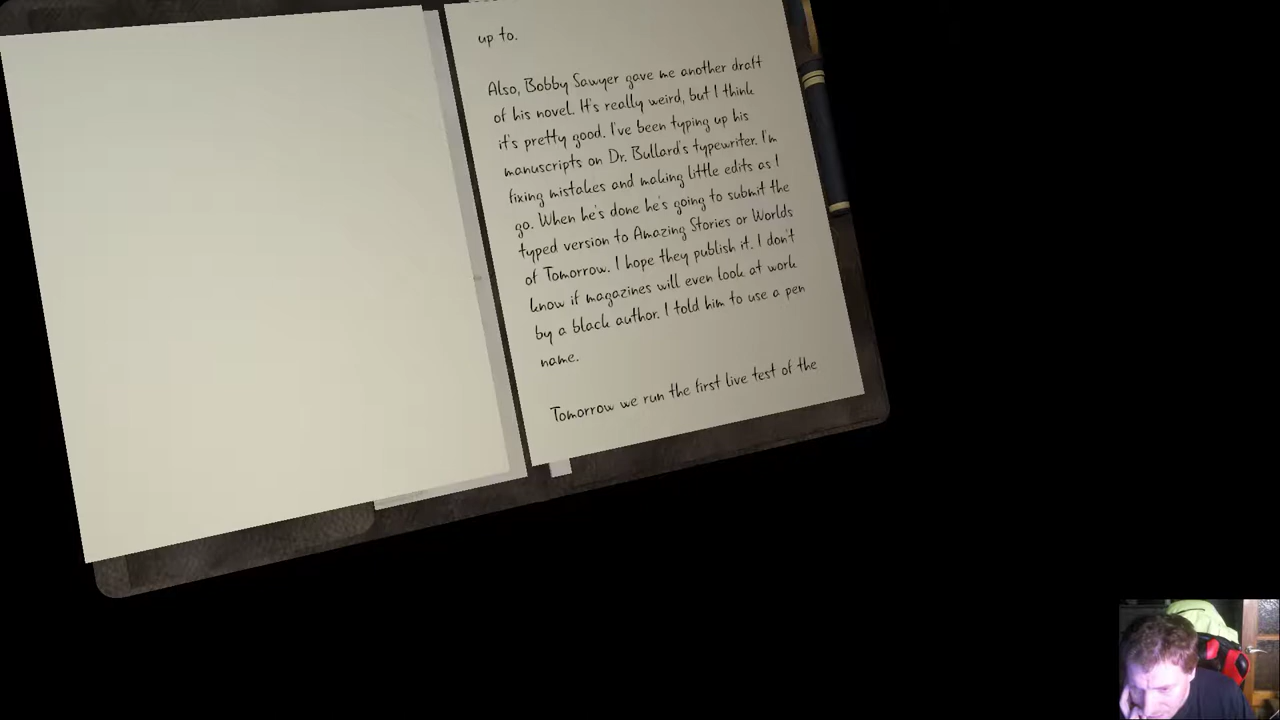 up to.
Also, Bobby Sawyer gave me another draft
of his novel. It's really weird, but I think
it's pretty good. I've been typing up his
manuscripts on Dr. Bullard's typewriter. I'm
fixing mistakes and making little edits as I
go. When he's done he's going to submit the
typed version to Amazing Stories or Worlds
of Tomorrow. I hope they publish it. I don't
know if magazines will even look at work
by a black author. I told him to use a pen
name.
Tomorrow we run the first live test of the